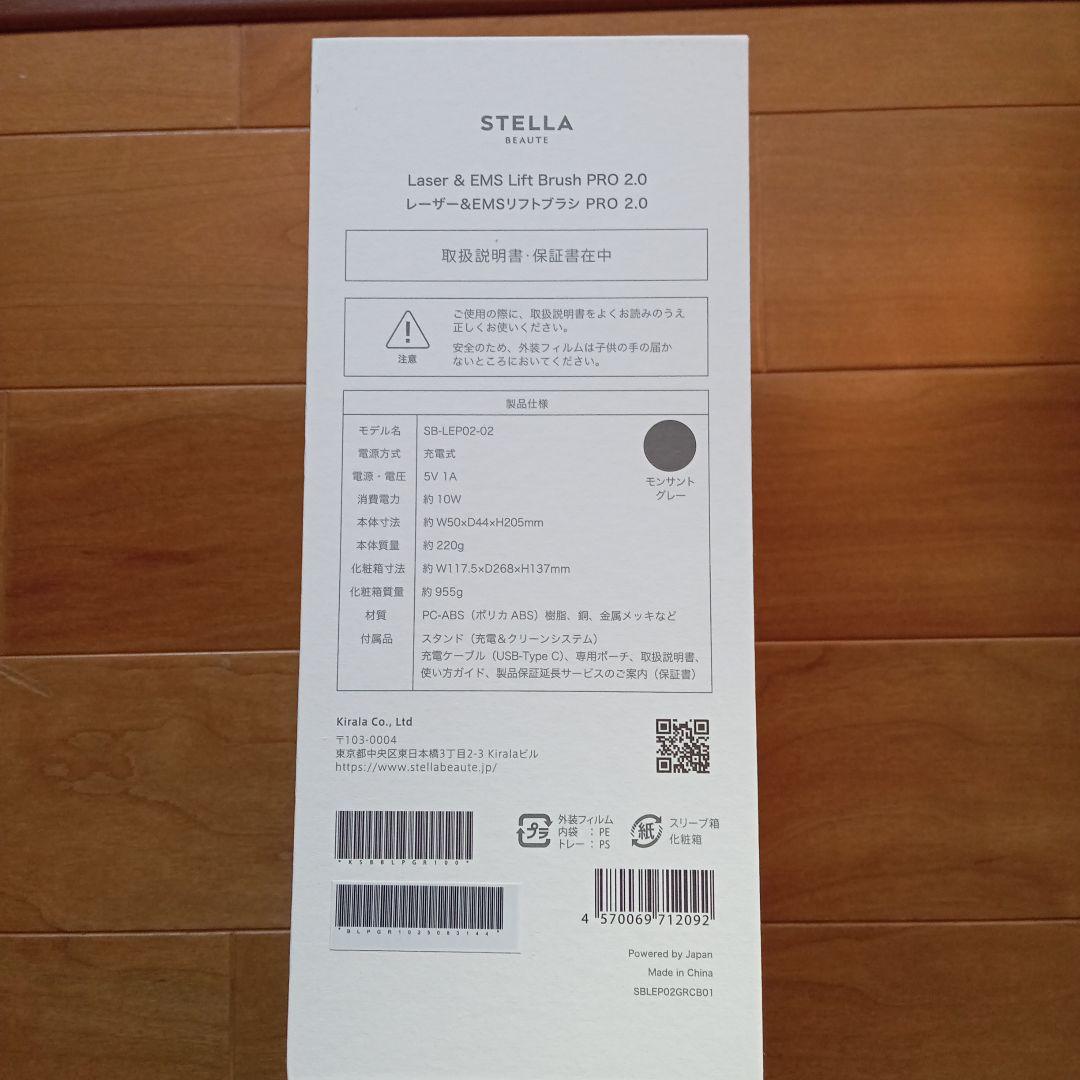 STELLA
BEAUTE
Laser & EMS Lift Brush PRO 2.0
レーザー&EMSリフトブラシ PRO 2.0
取扱説明書・保証書在中
注意
ご使用の際に、取扱説明書をよくお読みのうえ
正しくお使いください。
安全のため、外装フィルムは子供の手の届か
ないところにおいてください。
製品仕様
モデル名 SB-LEP02-02
電源方式 充電式
電源・電圧 5V 1A
消費電力 約 10W
本体寸法 約 W50×D44×H205mm
本体質量 約 220g
化粧箱寸法 約 W117.5×D268×H137mm
化粧箱質量 約 955g
材質 PC-ABS（ポリカ ABS）樹脂、銅、金属メッキなど
付属品 スタンド（充電＆クリーンシステム）
充電ケーブル（USB-Type C）、専用ポーチ、取扱説明書、
使い方ガイド、製品保証延長サービスのご案内（保証書）
モンサント
グレー
Kirala Co., Ltd
〒103-0004
東京都中央区東日本橋3丁目2-3 Kiralaビル
https://www.stellabeaute.jp/
プラ
外装フィルム
内袋 ：PE
トレー：PS
紙
スリーブ箱
化粧箱
*KSBBLPGR100*
*BLPGR1025083144*
4 570069 712092
Powered by Japan
Made in China
SBLEP02GRCB01